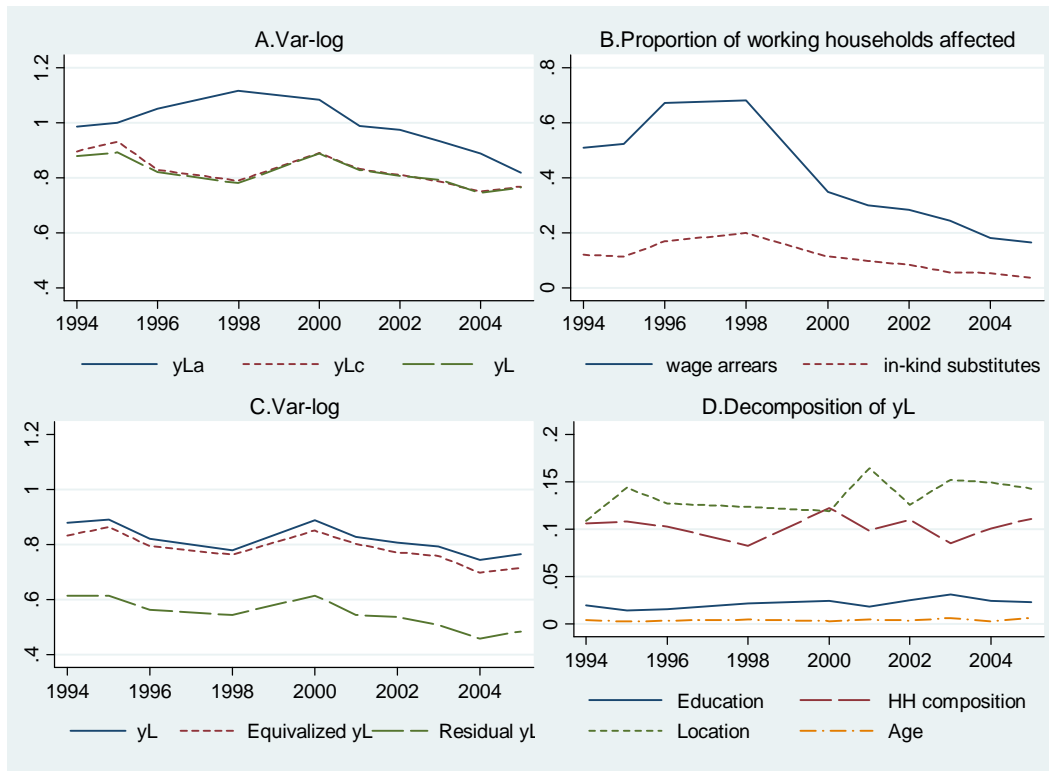 A.Var-log
1.2
1
.8
.6
.4
1994 1996 1998 2000 2002 2004
yLa yLc yL
B.Proportion of working households affected
.8
.6
.4
.2
0
1994 1996 1998 2000 2002 2004
wage arrears in-kind substitutes
C.Var-log
1.2
1
.8
.6
.4
1994 1996 1998 2000 2002 2004
yL Equivalized yL Residual yL
D.Decomposition of yL
.2
.15
.1
.05
0
1994 1996 1998 2000 2002 2004
Education HH composition
Location Age